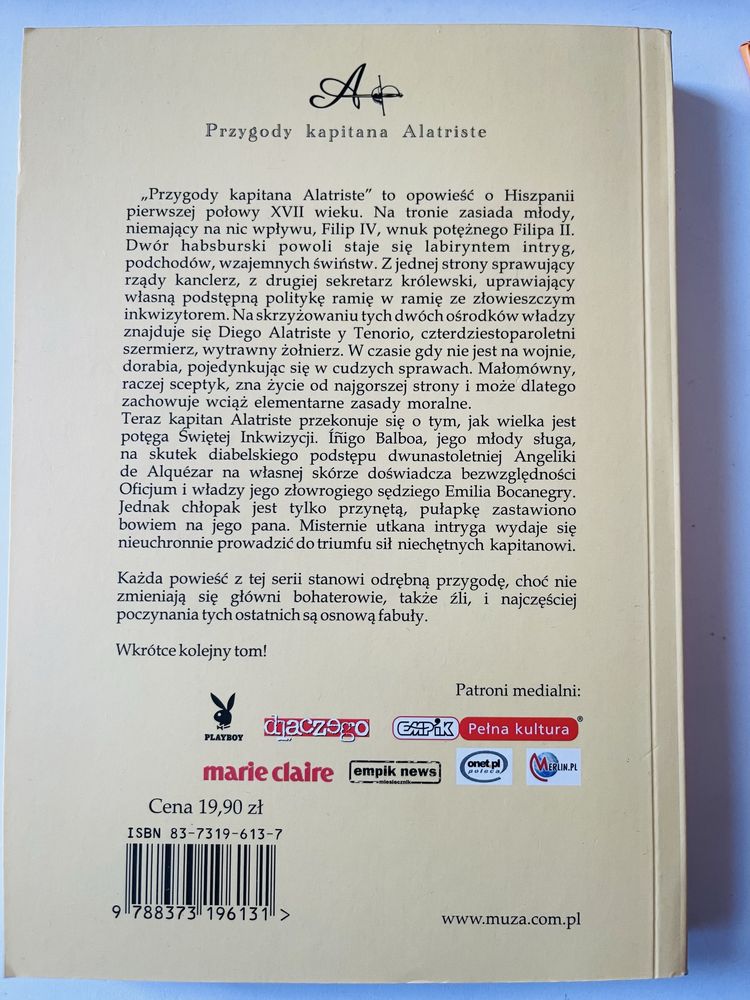 A
Przygody kapitana Alatriste
„Przygody kapitana Alatriste” to opowieść o Hiszpanii
pierwszej połowy XVII wieku. Na tronie zasiada młody,
niemający na nic wpływu, Filip IV, wnuk potężnego Filipa II.
Dwór habsburski powoli staje się labiryntem intryg,
podchodów, wzajemnych świństw. Z jednej strony sprawujący
rządy kanclerz, z drugiej sekretarz królewski, uprawiający
własną podstępną politykę ramię w ramię ze złowieszczym
inkwizytorem. Na skrzyżowaniu tych dwóch ośrodków władzy
znajduje się Diego Alatriste y Tenorio, czterdziestoparoletni
szermierz, wytrawny żołnierz. W czasie gdy nie jest na wojnie,
dorabia, pojedynkując się w cudzych sprawach. Małomówny,
raczej sceptyk, zna życie od najgorszej strony i może dlatego
zachowuje wciąż elementarne zasady moralne.
Teraz kapitan Alatriste przekonuje się o tym, jak wielka jest
potęga Świętej Inkwizycji. Íñigo Balboa, jego młody sługa,
na skutek diabelskiego podstępu dwunastoletniej Angeliki
de Alquézar na własnej skórze doświadcza bezwzględności
Oficjum i władzy jego złowrogiego sędziego Emilia Bocanegry.
Jednak chłopak jest tylko przynętą, pułapkę zastawiono
bowiem na jego pana. Misternie utkana intryga wydaje się
nieuchronnie prowadzić do triumfu sił niechętnych kapitanowi.
Każda powieść z tej serii stanowi odrębną przygodę, choć nie
zmieniają się główni bohaterowie, także źli, i najczęściej
poczynania tych ostatnich są osnową fabuły.
Wkrótce kolejny tom!
Patroni medialni:
PLAYBOY
dlaczego
EMPiK Pełna kultura ®
marie claire
empik news
miesięcznik
onet.pl
poleca
MERLIN.PL
Cena 19,90 zł
ISBN 83-7319-613-7
9 788373 196131 >
www.muza.com.pl